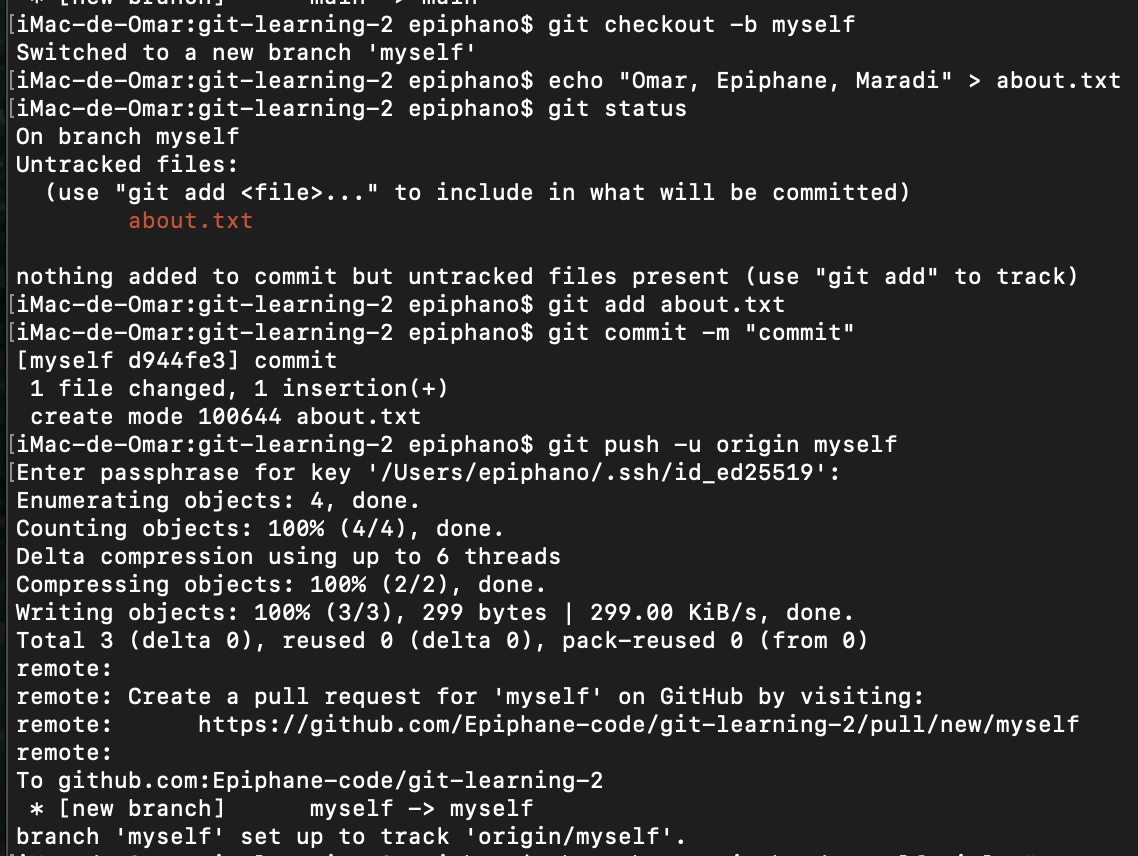 * [new branch]      main -> main
[iMac-de-Omar:git-learning-2 epiphano$ git checkout -b myself
Switched to a new branch 'myself'
[iMac-de-Omar:git-learning-2 epiphano$ echo "Omar, Epiphane, Maradi" > about.txt
[iMac-de-Omar:git-learning-2 epiphano$ git status
On branch myself
Untracked files:
  (use "git add <file>..." to include in what will be committed)
        about.txt

nothing added to commit but untracked files present (use "git add" to track)
[iMac-de-Omar:git-learning-2 epiphano$ git add about.txt
[iMac-de-Omar:git-learning-2 epiphano$ git commit -m "commit"
[myself d944fe3] commit
 1 file changed, 1 insertion(+)
 create mode 100644 about.txt
[iMac-de-Omar:git-learning-2 epiphano$ git push -u origin myself
[Enter passphrase for key '/Users/epiphano/.ssh/id_ed25519':
Enumerating objects: 4, done.
Counting objects: 100% (4/4), done.
Delta compression using up to 6 threads
Compressing objects: 100% (2/2), done.
Writing objects: 100% (3/3), 299 bytes | 299.00 KiB/s, done.
Total 3 (delta 0), reused 0 (delta 0), pack-reused 0 (from 0)
remote:
remote: Create a pull request for 'myself' on GitHub by visiting:
remote:      https://github.com/Epiphane-code/git-learning-2/pull/new/myself
remote:
To github.com:Epiphane-code/git-learning-2
 * [new branch]      myself -> myself
branch 'myself' set up to track 'origin/myself'.